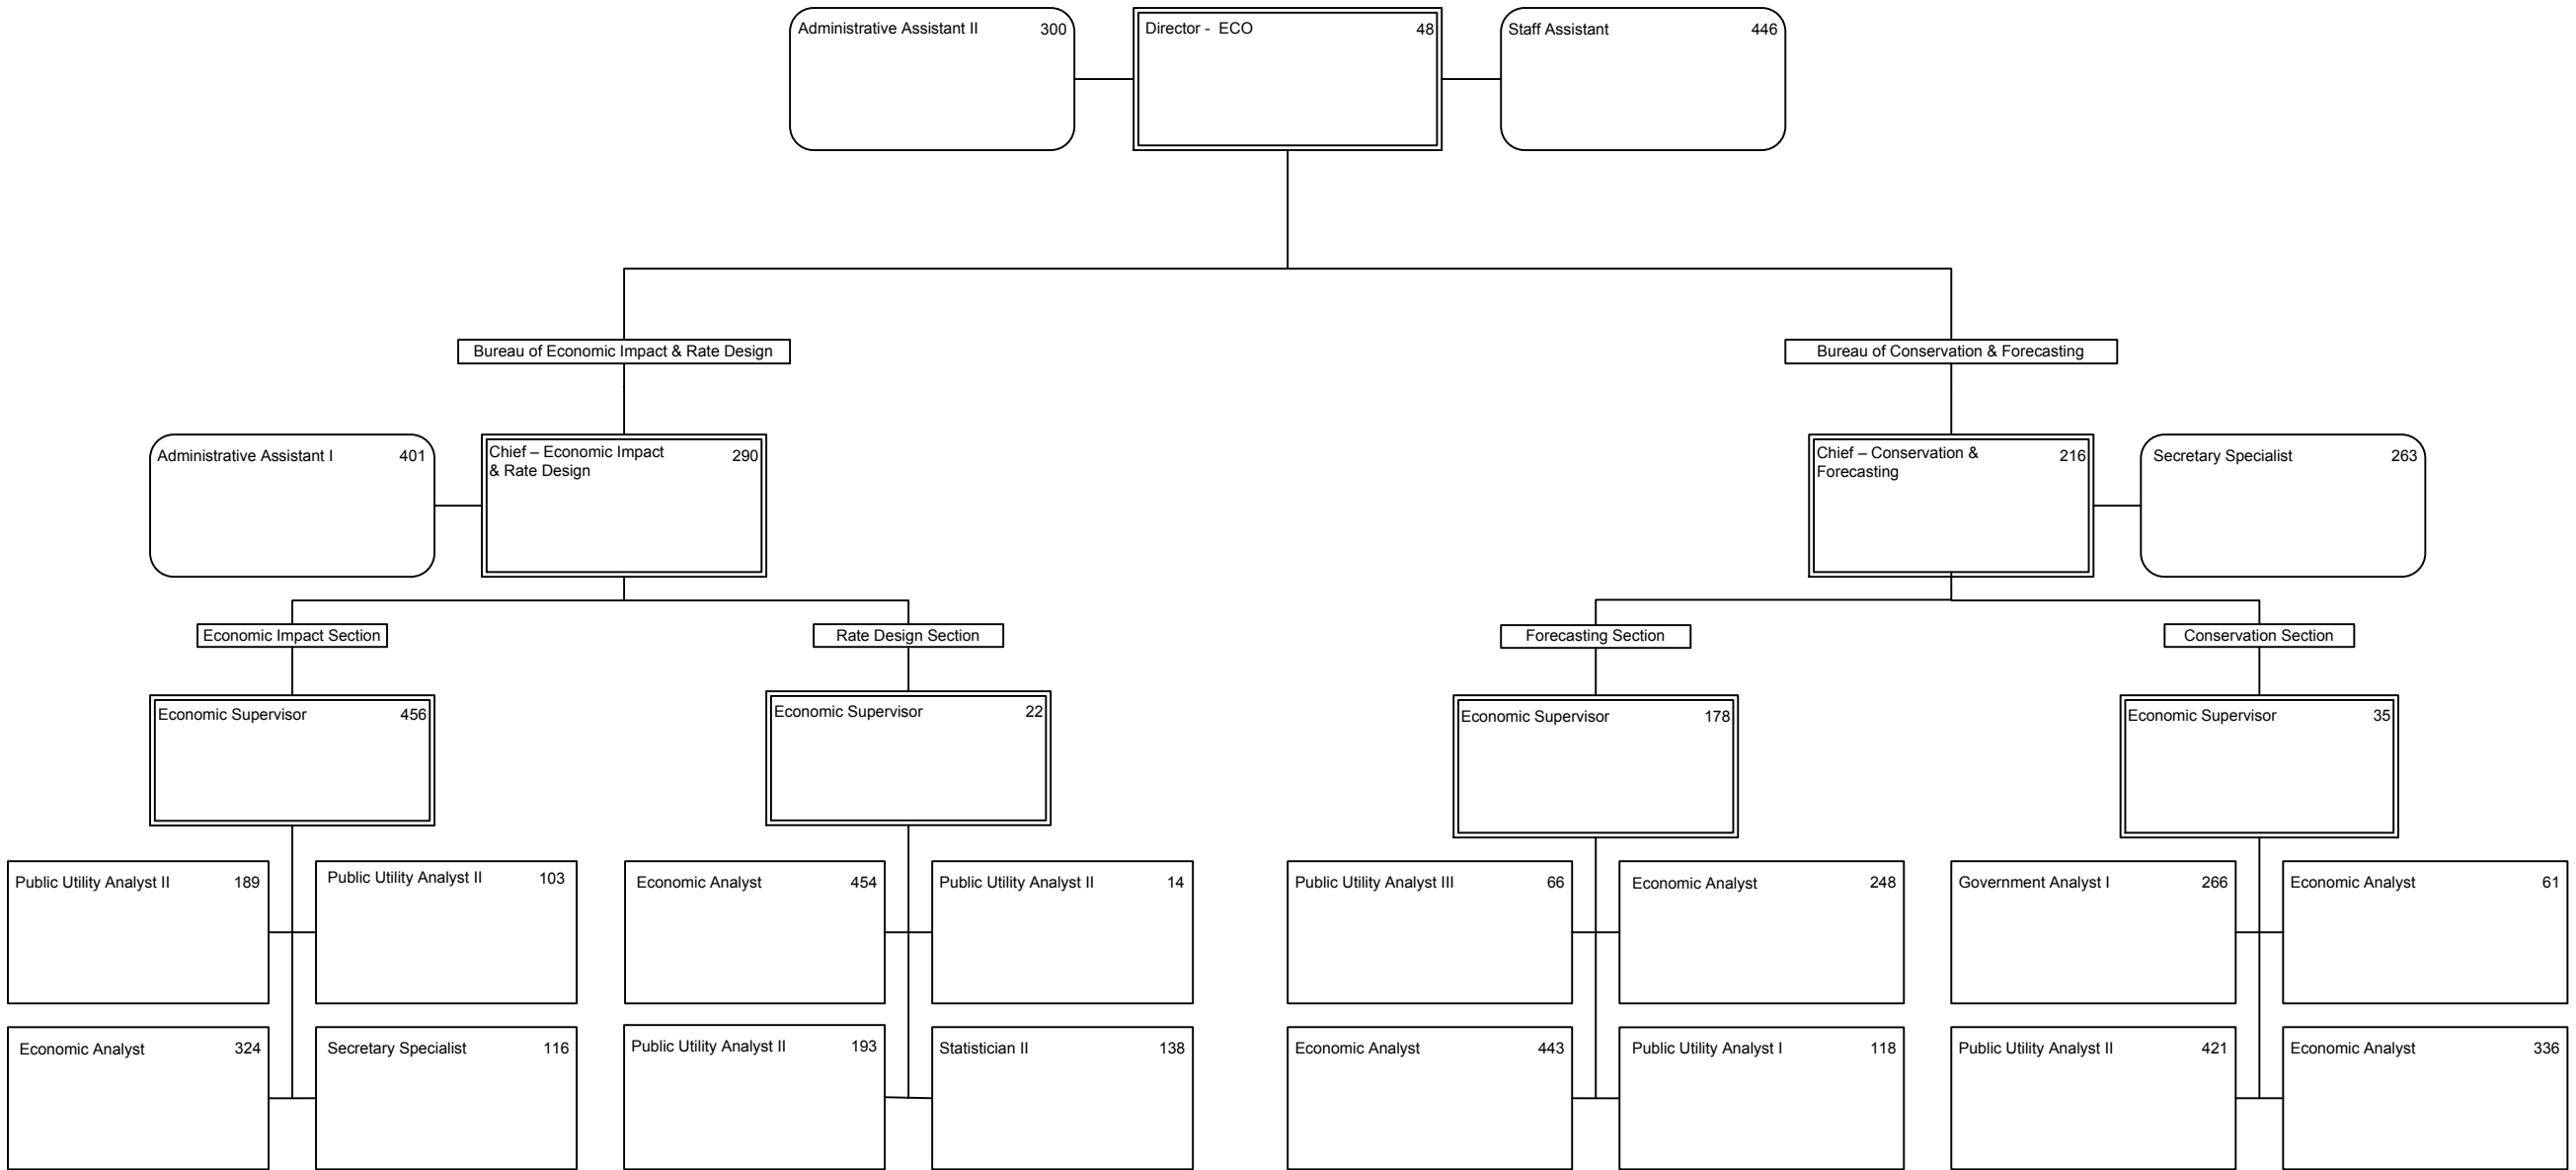 Administrative Assistant II 300
Director - ECO 48
Staff Assistant 446
Bureau of Economic Impact & Rate Design
Bureau of Conservation & Forecasting
Administrative Assistant I 401
Chief – Economic Impact 290
& Rate Design
Chief – Conservation & 216
Forecasting
Secretary Specialist 263
Economic Impact Section
Rate Design Section
Forecasting Section
Conservation Section
Economic Supervisor 456
Economic Supervisor 22
Economic Supervisor 178
Economic Supervisor 35
Public Utility Analyst II 189
Public Utility Analyst II 103
Economic Analyst 454
Public Utility Analyst II 14
Public Utility Analyst III 66
Economic Analyst 248
Government Analyst I 266
Economic Analyst 61
Economic Analyst 324
Secretary Specialist 116
Public Utility Analyst II 193
Statistician II 138
Economic Analyst 443
Public Utility Analyst I 118
Public Utility Analyst II 421
Economic Analyst 336